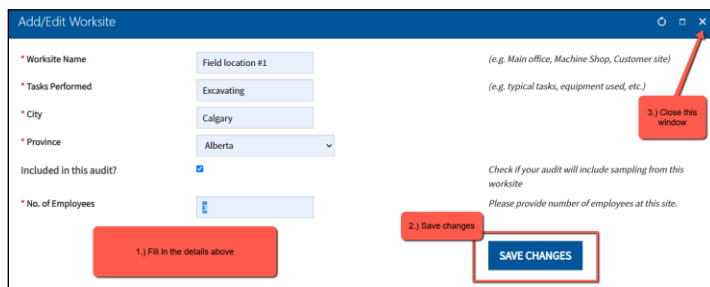 Add/Edit Worksite
* Worksite Name
Field location #1
(e.g. Main office, Machine Shop, Customer site)
* Tasks Performed
Excavating
(e.g. typical tasks, equipment used, etc.)
* City
Calgary
3.) Close this
window
* Province
Alberta
Included in this audit?
Check if your audit will include sampling from this
worksite
* No. of Employees
3
Please provide number of employees at this site.
1.) Fill in the details above
2.) Save changes
SAVE CHANGES